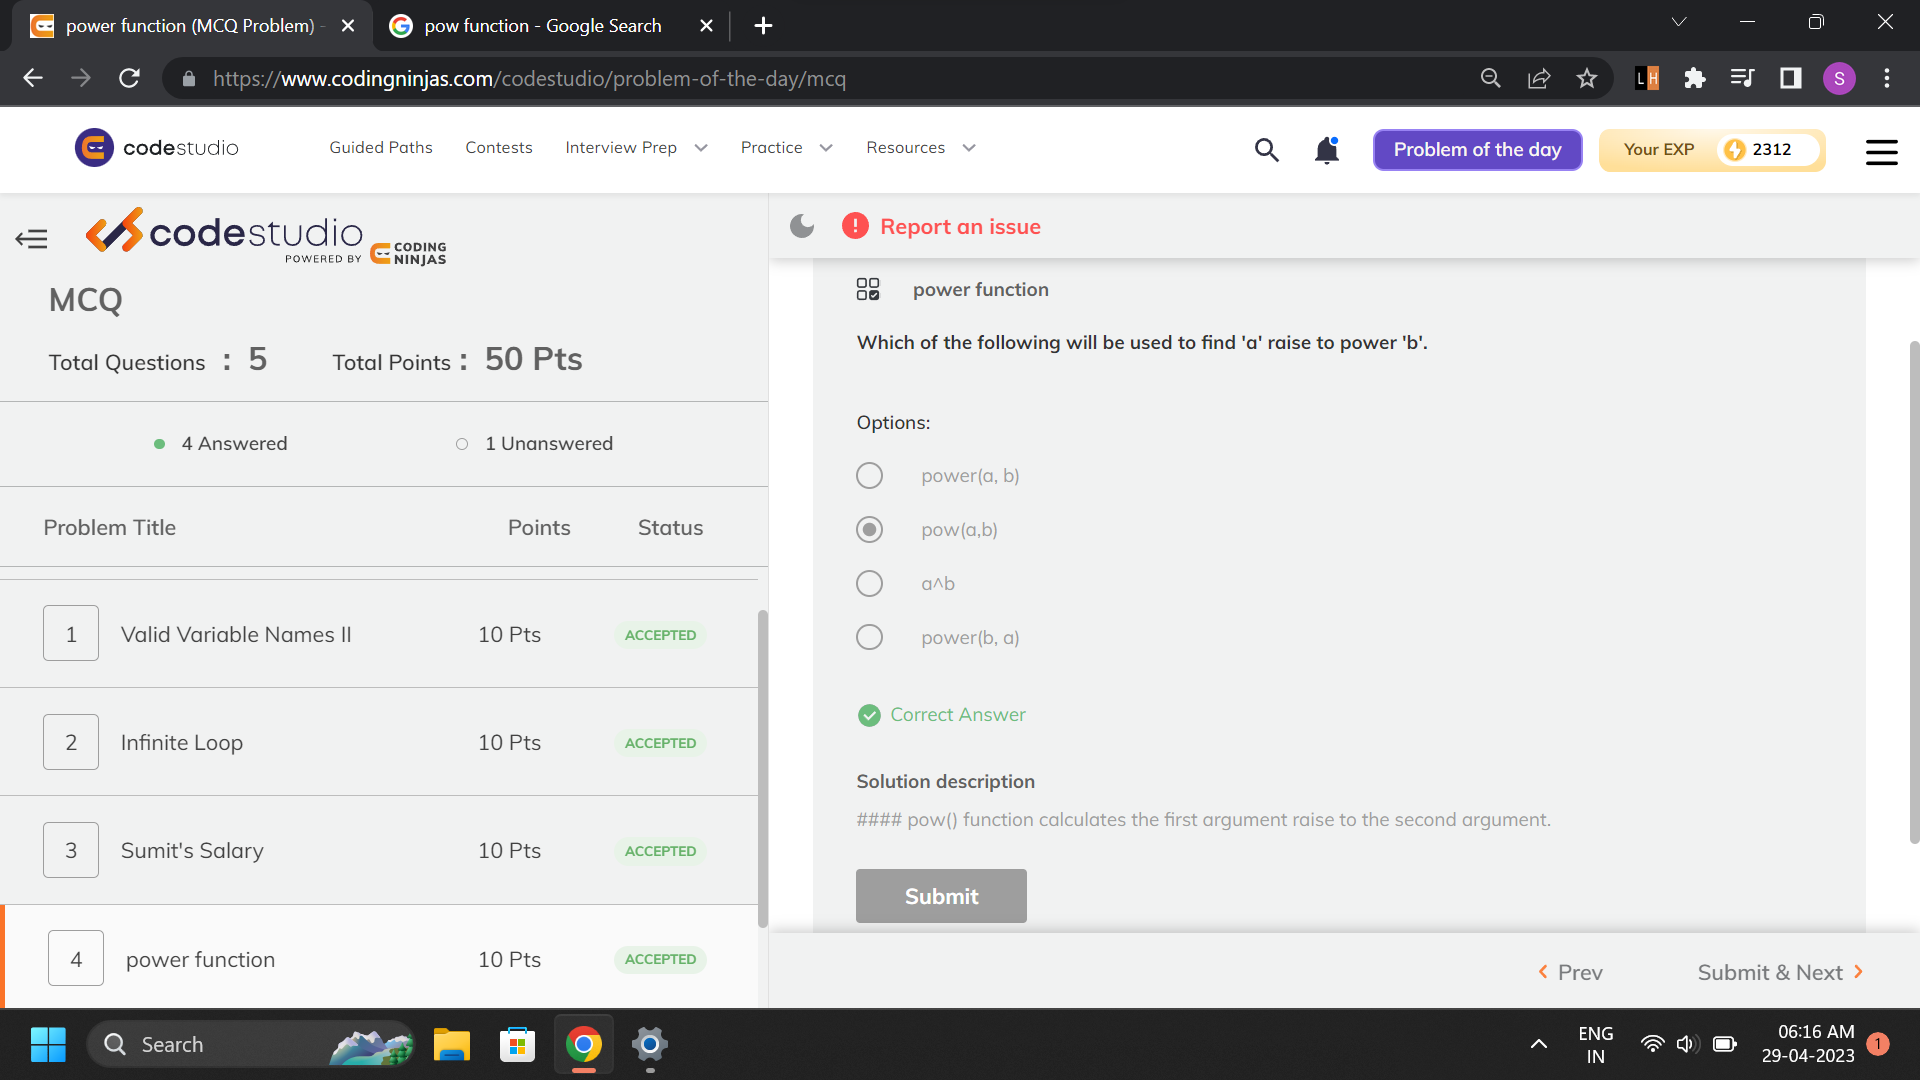 power function (MCQ Problem) -
pow function - Google Search
https://www.codingninjas.com/codestudio/problem-of-the-day/mcq
LH
S
codestudio
Guided Paths
Contests
Interview Prep
Practice
Resources
Problem of the day
Your EXP
2312
codestudio
POWERED BY
CODING
NINJAS
Report an issue
MCQ
Total Questions : 5
Total Points : 50 Pts
4 Answered
1 Unanswered
Problem Title
Points
Status
1
Valid Variable Names II
10 Pts
ACCEPTED
2
Infinite Loop
10 Pts
ACCEPTED
3
Sumit's Salary
10 Pts
ACCEPTED
4
power function
10 Pts
ACCEPTED
power function
Which of the following will be used to find 'a' raise to power 'b'.
Options:
power(a, b)
pow(a,b)
a^b
power(b, a)
Correct Answer
Solution description
#### pow() function calculates the first argument raise to the second argument.
Submit
Prev
Submit & Next
Search
ENG
IN
06:16 AM
29-04-2023
1